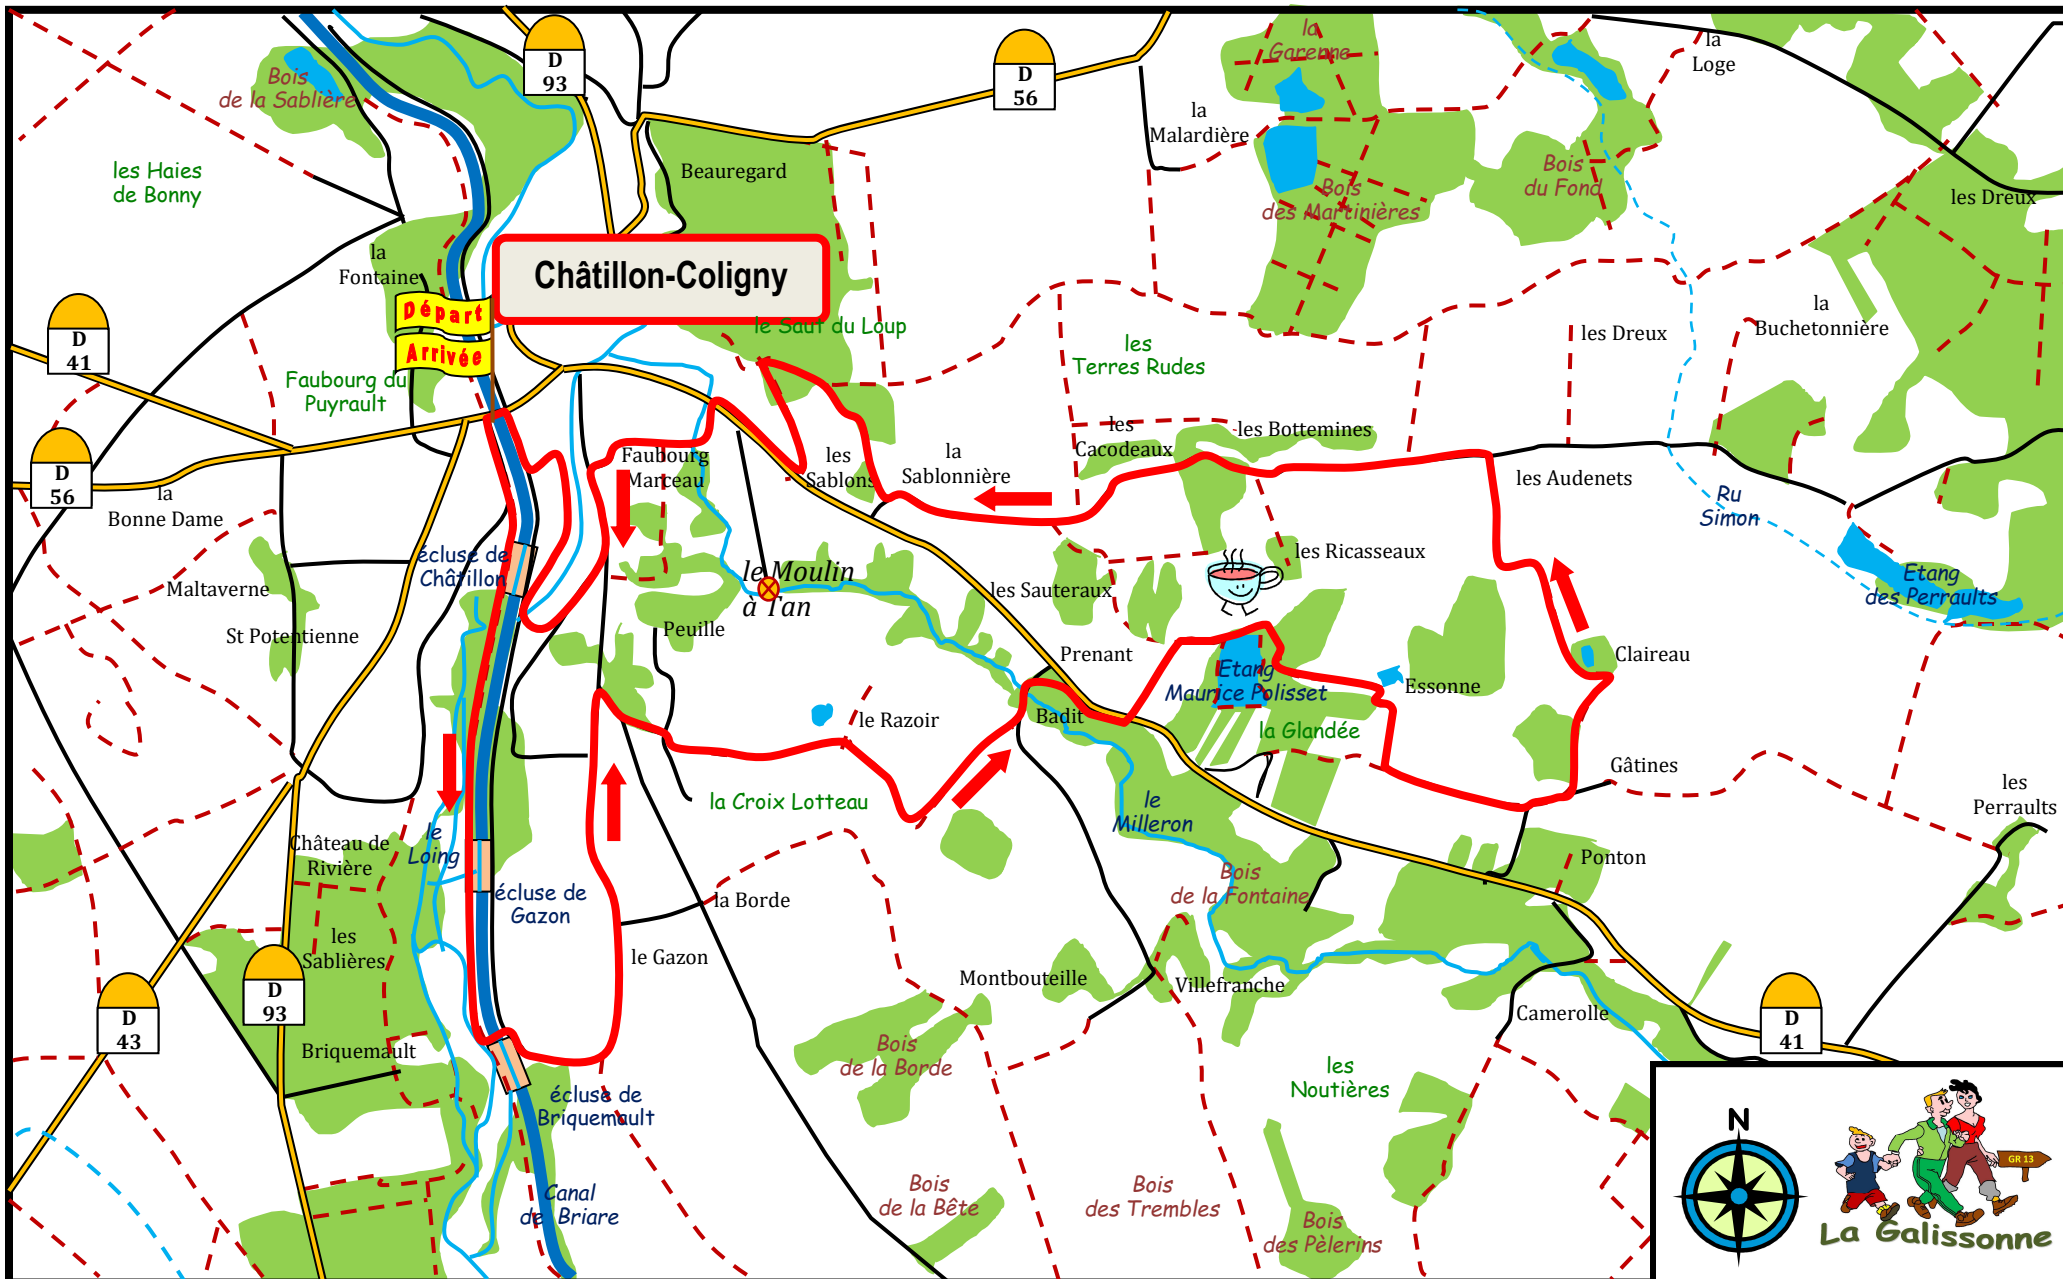 D
93
D
56
la
Garenne
la
Loge
Bois
de la Sablière
la
Malardière
les Haies
de Bonny
Beauregard
Bois
du Fond
Bois
des Martinières
les Dreux
la
Fontaine
Châtillon-Coligny
Départ
Arrivée
D
41
le Saut du Loup
les
Terres Rudes
les Dreux
la
Buchetonnière
Faubourg du
Puyrault
D
56
la
Bonne Dame
Faubourg
Marceau
les
Sablons
la
Sablonnière
les
Cacodeaux
les Bottemines
les Audenets
Ru
Simon
écluse de
Châtillon
Maltaverne
St Potentienne
le Moulin
à Tan
Peuille
les Sauteraux
les Ricasseaux
Etang
des Perraults
Prenant
Etang
Maurice Polisset
Essonne
Claireau
le Razoir
Badit
la Glandée
Gâtines
la Croix Lotteau
le
Milleron
les
Perraults
Château de
Rivière
le
Loing
Ponton
écluse de
Gazon
la Borde
Bois
de la Fontaine
les
Sablières
le Gazon
Montbouteille
Villefranche
D
93
D
43
Camerolle
D
41
Briquemault
Bois
de la Borde
les
Noutières
écluse de
Briquemault
Canal
de Briare
Bois
de la Bête
Bois
des Trembles
Bois
des Pèlerins
N
GR 13
La Galissonne